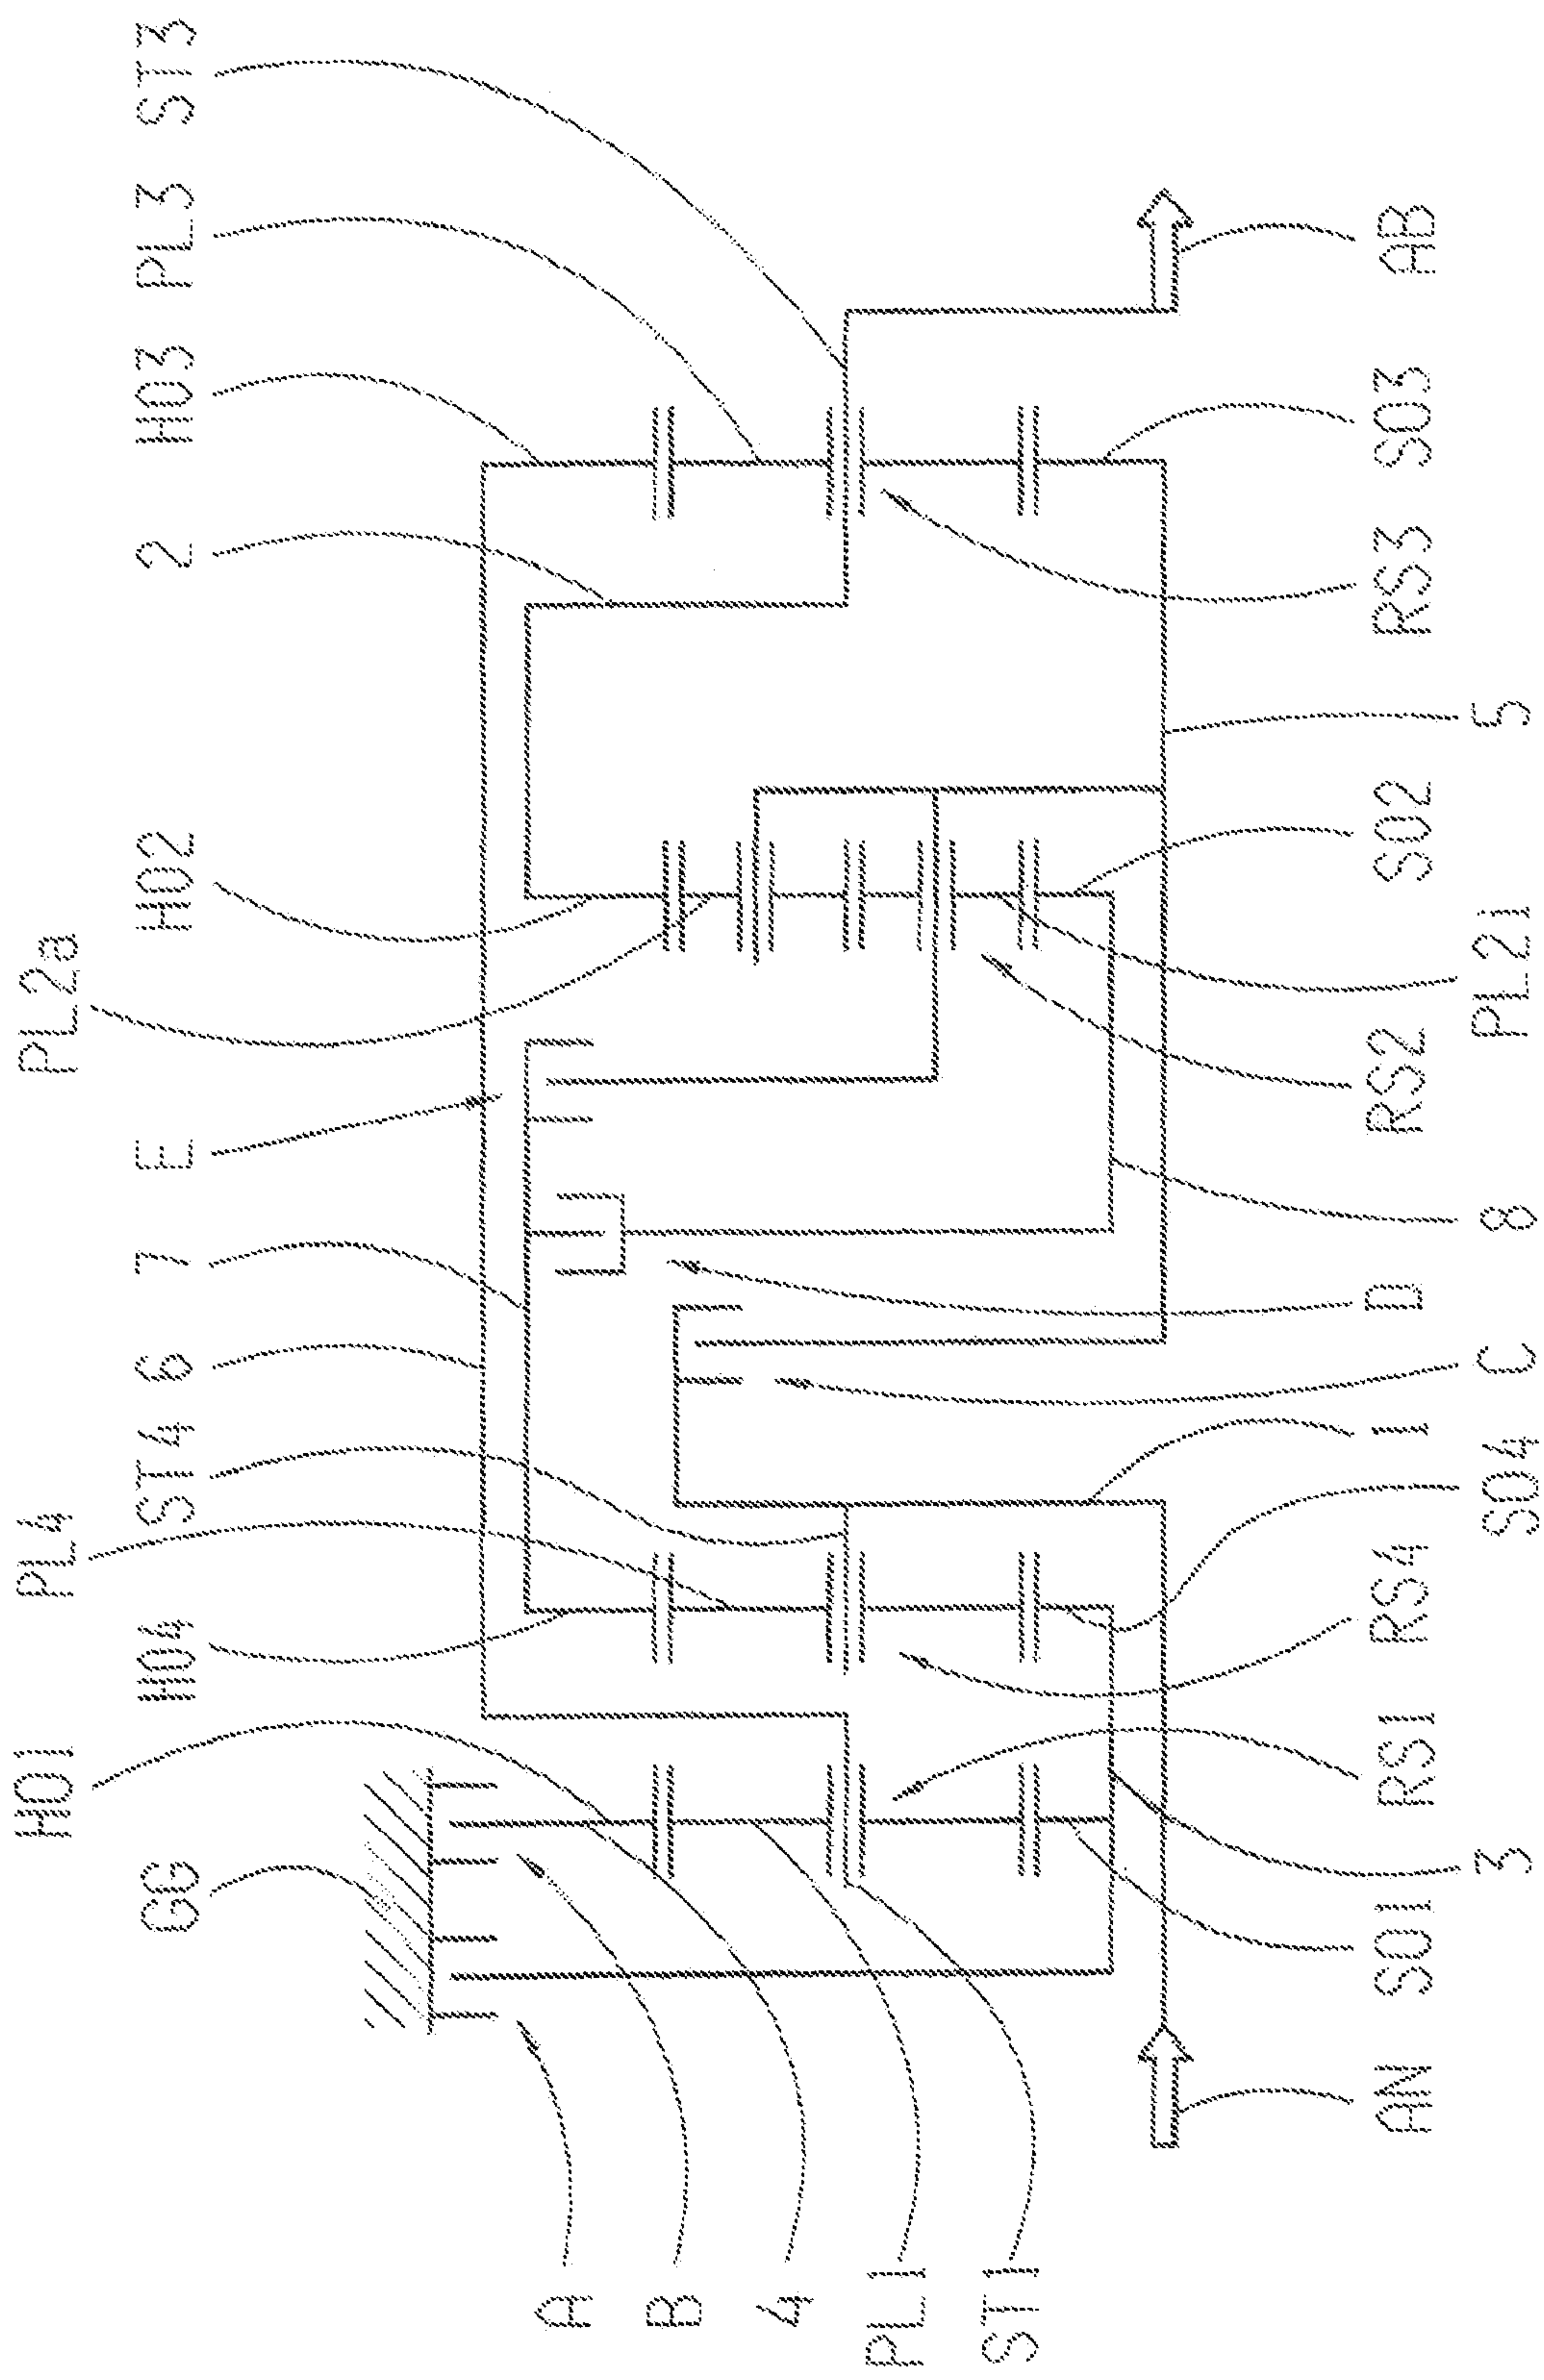 HO1 PL4 PL2a
GG HO4 ST4 6 7 E HO2 2 HO3 PL3 ST3
A
B
4
PL1
ST1
AN SO1 RS1 RS4 1 D RS2 SO2 RS3 SO3 AB
3 SO4 C 8 PL2i 5